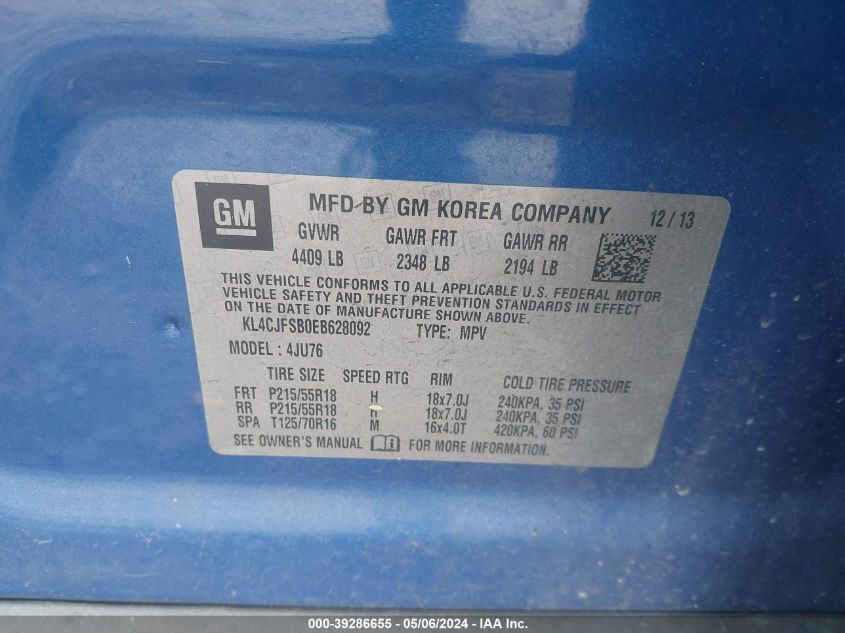 GM MFD BY GM KOREA COMPANY 12 / 13
GVWR GAWR FRT GAWR RR
4409 LB 2348 LB 2194 LB
THIS VEHICLE CONFORMS TO ALL APPLICABLE U.S. FEDERAL MOTOR
VEHICLE SAFETY AND THEFT PREVENTION STANDARDS IN EFFECT
ON THE DATE OF MANUFACTURE SHOWN ABOVE.
KL4CJFSB0EB628092 TYPE: MPV
MODEL : 4JU76
TIRE SIZE SPEED RTG RIM COLD TIRE PRESSURE
FRT P215/55R18 H 18x7.0J 240KPA, 35 PSI
RR P215/55R18 18x7.0J 240KPA, 35 PSI
SPA T125/70R16 M 16x4.0T 420KPA, 60 PSI
SEE OWNER'S MANUAL FOR MORE INFORMATION.
000-39286655 - 05/06/2024 - IAA Inc.